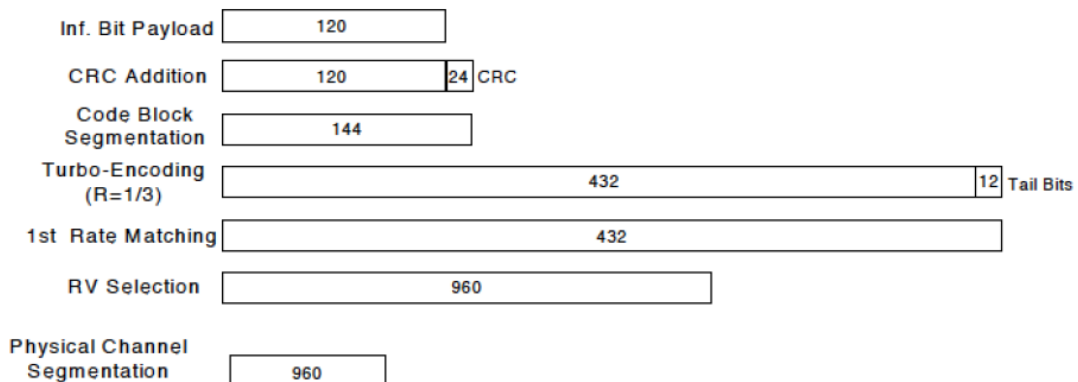 Inf. Bit Payload 120
CRC Addition 120 24 CRC
Code Block
Segmentation 144
Turbo-Encoding
(R=1/3) 432 12 Tail Bits
1st Rate Matching 432
RV Selection 960
Physical Channel
Segmentation 960